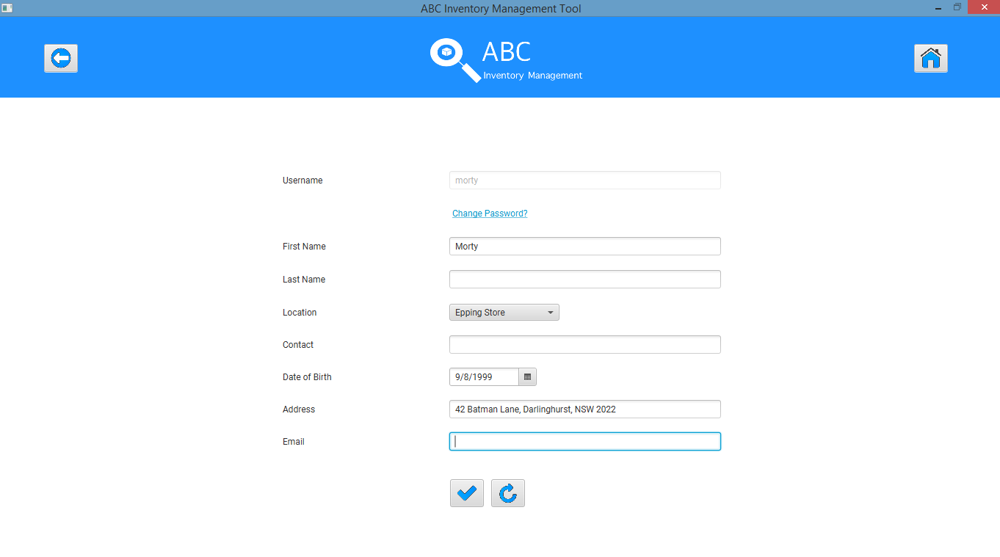 ABC Inventory Management Tool
ABC
Inventory Management
Username morty
Change Password?
First Name Morty
Last Name
Location Epping Store
Contact
Date of Birth 9/8/1999
Address 42 Batman Lane, Darlinghurst, NSW 2022
Email